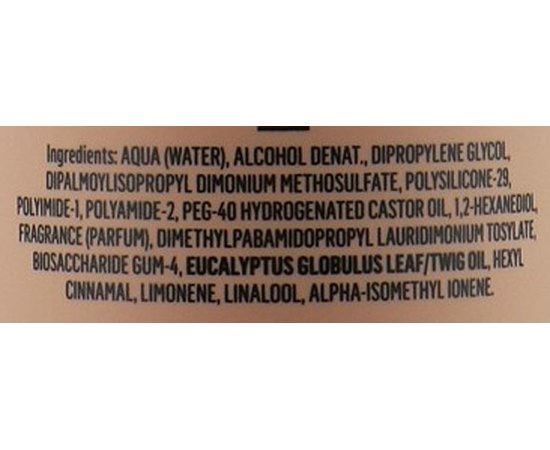 Ingredients: AQUA (WATER), ALCOHOL DENAT., DIPROPYLENE GLYCOL,
DIPALMOYLISOPROPYL DIMONIUM METHOSULFATE, POLYSILICONE-29,
POLYIMIDE-1, POLYAMIDE-2, PEG-40 HYDROGENATED CASTOR OIL, 1,2-HEXANEDIOL,
FRAGRANCE (PARFUM), DIMETHYLPABAMIDOPROPYL LAURIDIMONIUM TOSYLATE,
BIOSACCHARIDE GUM-4, EUCALYPTUS GLOBULUS LEAF/TWIG OIL, HEXYL
CINNAMAL, LIMONENE, LINALOOL, ALPHA-ISOMETHYL IONENE.